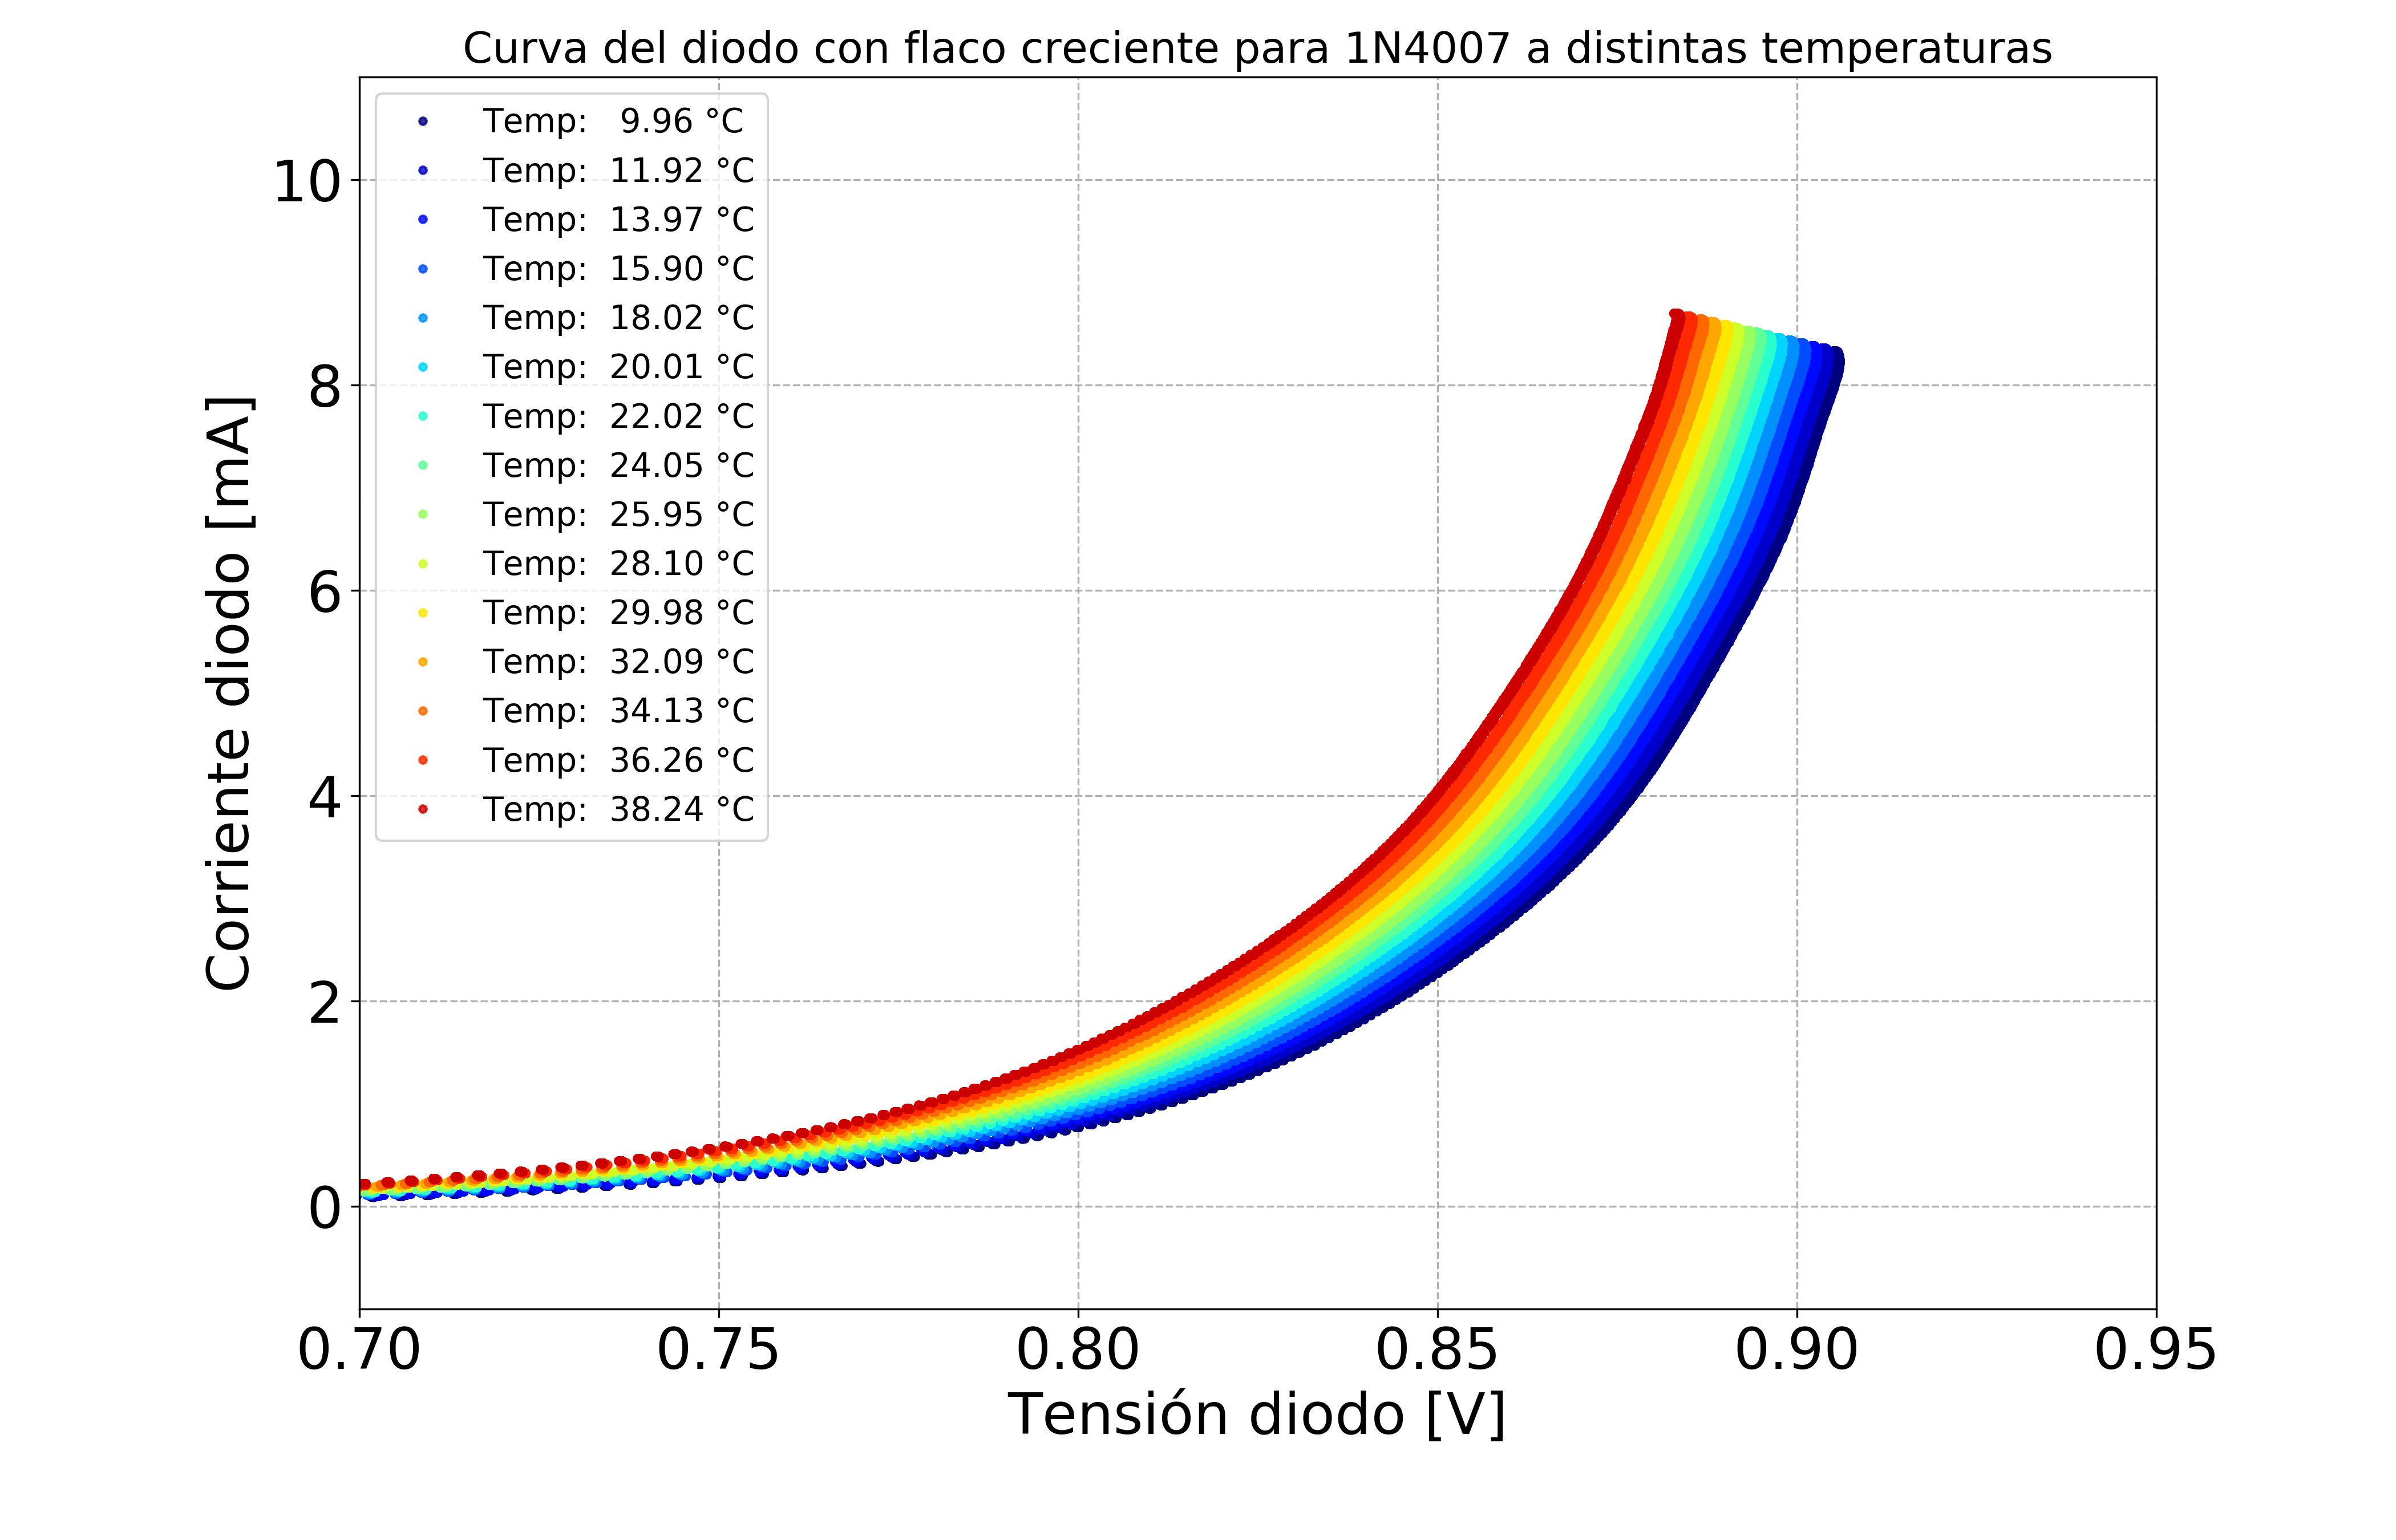 Curva del diodo con flaco creciente para 1N4007 a distintas temperaturas
Temp: 9.96 °C
Temp: 11.92 °C
Temp: 13.97 °C
Temp: 15.90 °C
Temp: 18.02 °C
Temp: 20.01 °C
Temp: 22.02 °C
Temp: 24.05 °C
Temp: 25.95 °C
Temp: 28.10 °C
Temp: 29.98 °C
Temp: 32.09 °C
Temp: 34.13 °C
Temp: 36.26 °C
Temp: 38.24 °C
Corriente diodo [mA]
10
8
6
4
2
0
0.70 0.75 0.80 0.85 0.90 0.95
Tensión diodo [V]